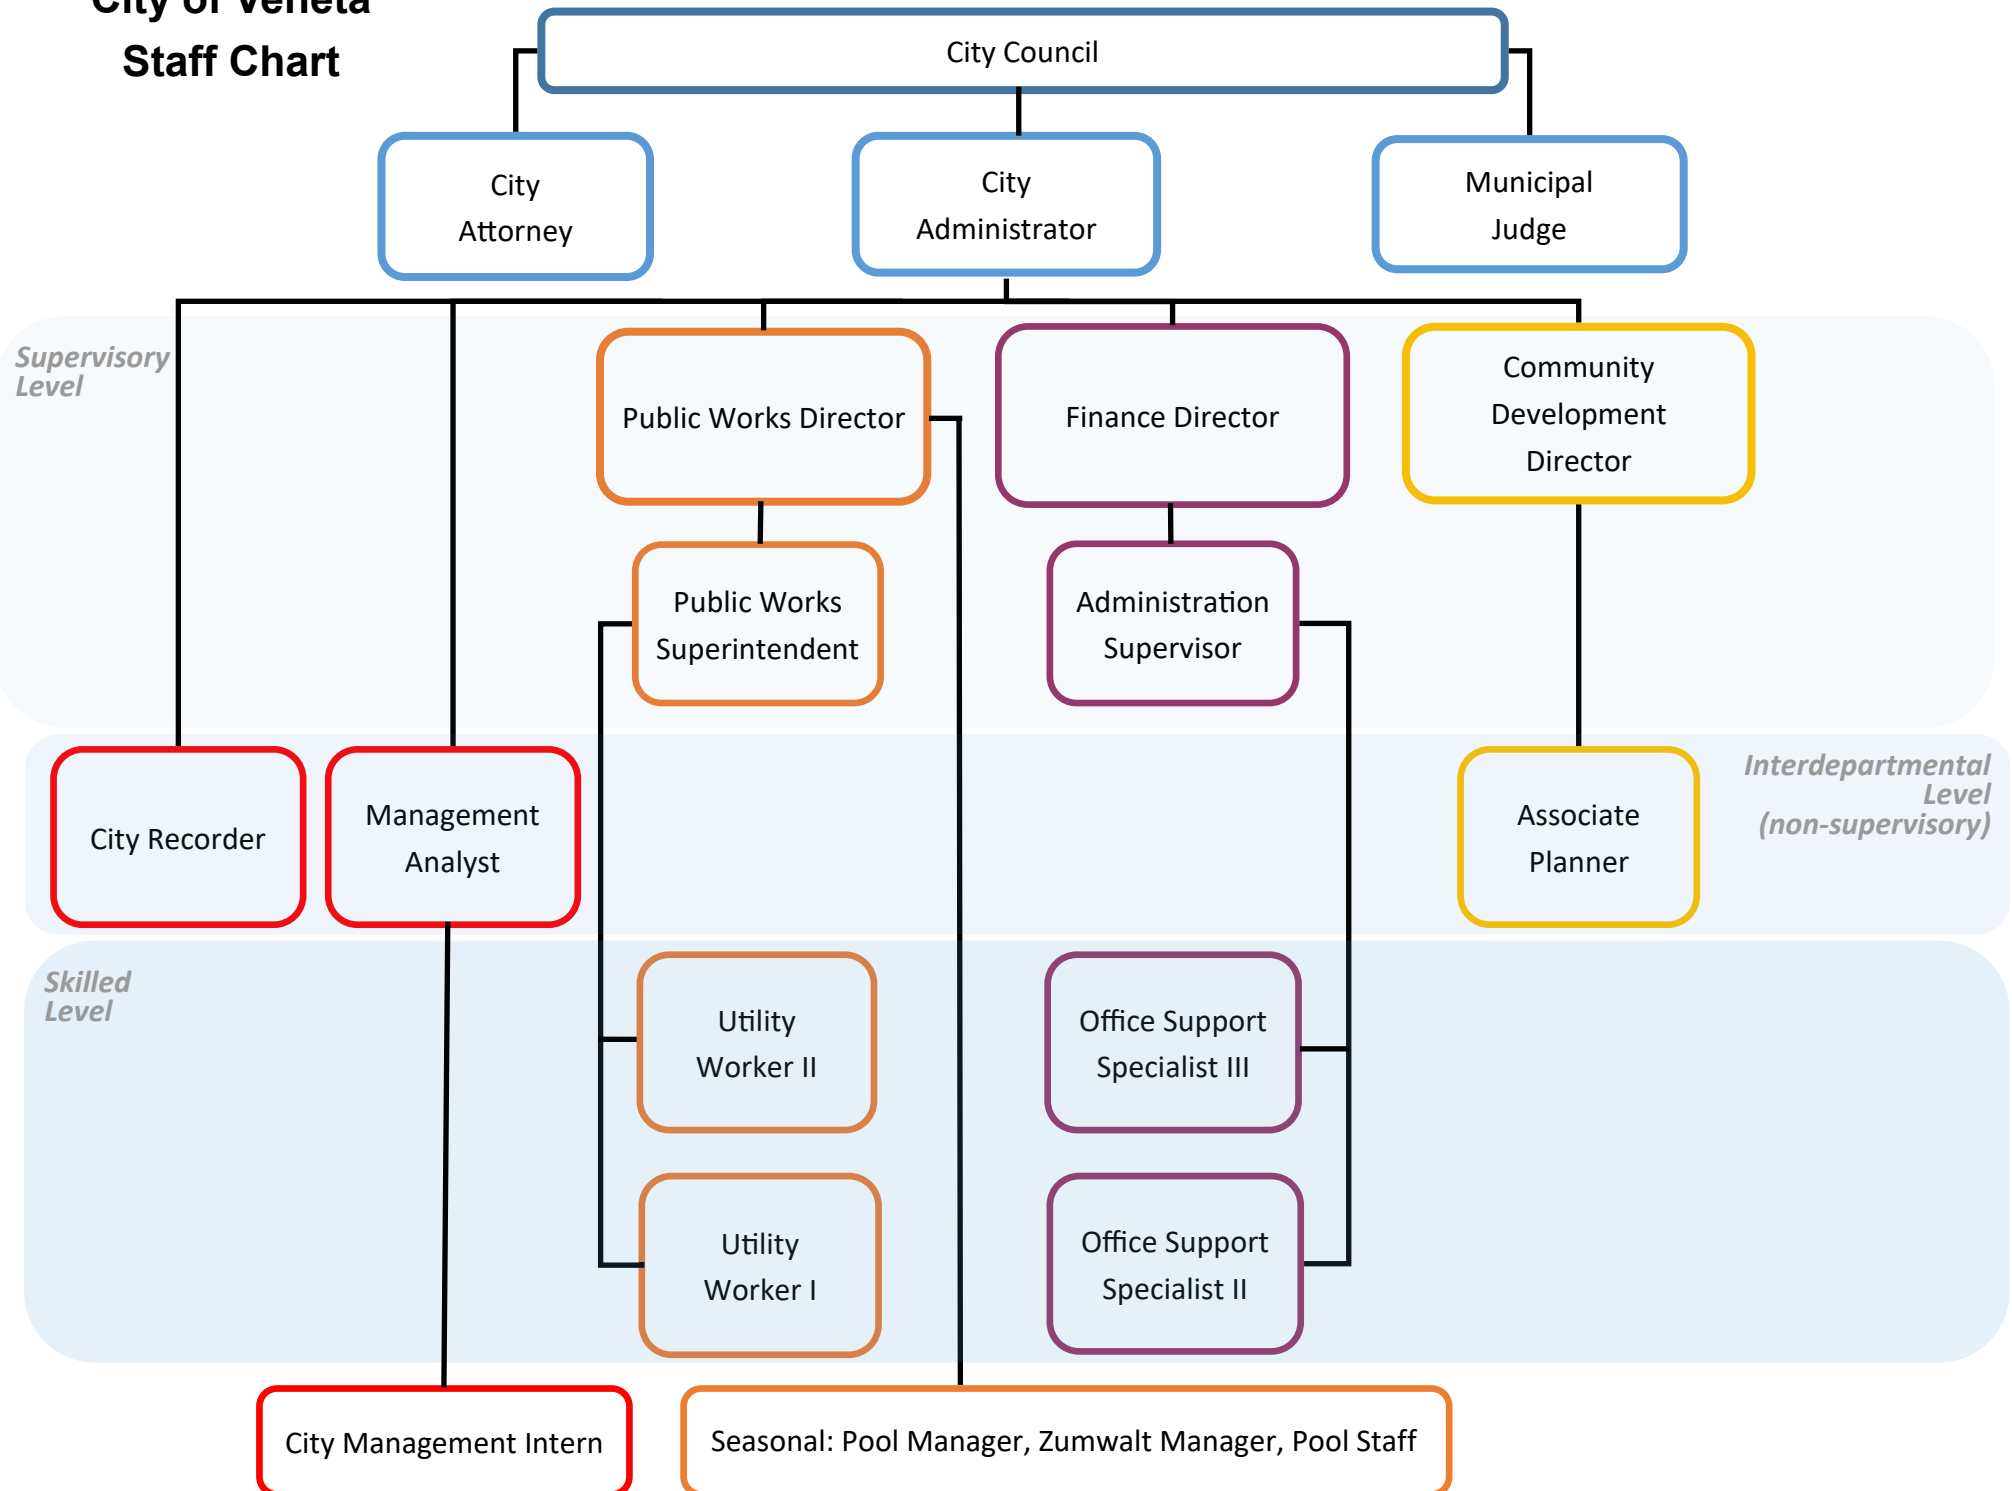 City of Veneta
Staff Chart
City Council
City
Attorney
City
Administrator
Municipal
Judge
Supervisory
Level
Public Works Director
Finance Director
Community
Development
Director
Public Works
Superintendent
Administration
Supervisor
City Recorder
Management
Analyst
Associate
Planner
Interdepartmental
Level
(non-supervisory)
Skilled
Level
Utility
Worker II
Office Support
Specialist III
Utility
Worker I
Office Support
Specialist II
City Management Intern
Seasonal: Pool Manager, Zumwalt Manager, Pool Staff